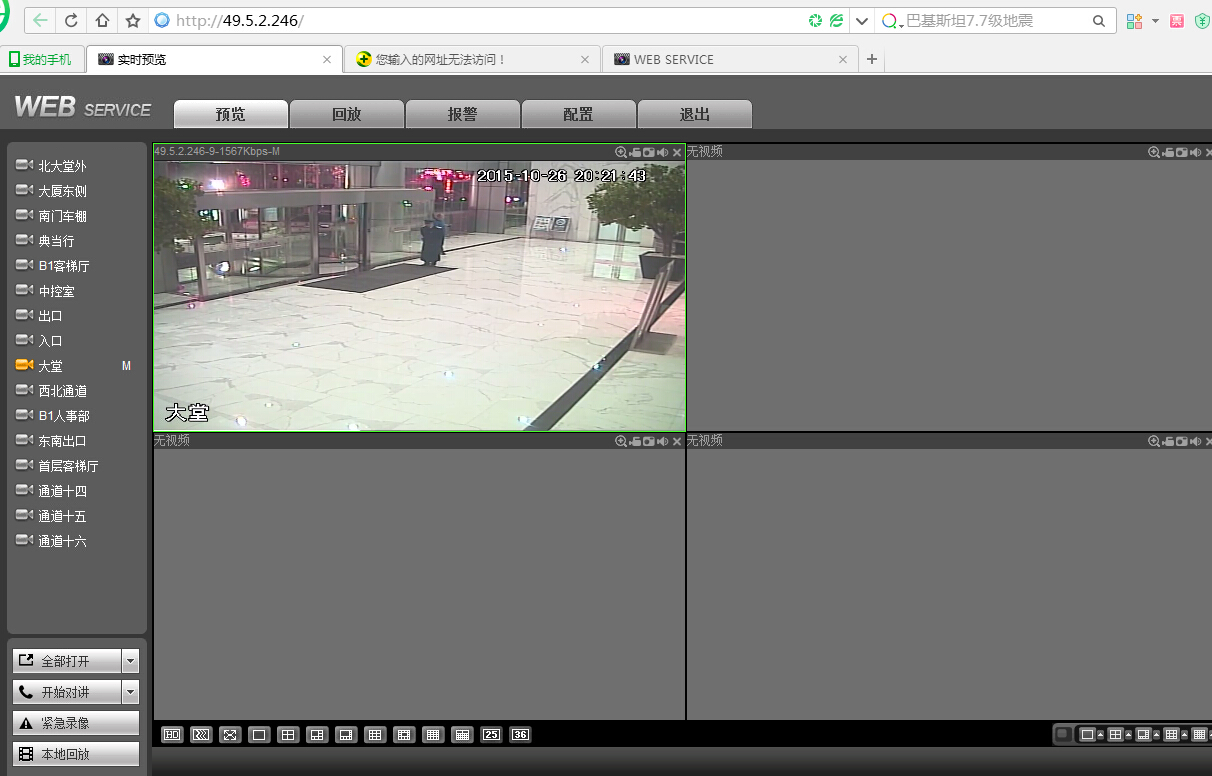 http://49.5.2.246/
巴基斯坦7.7级地震
票
我的手机
实时预览
您输入的网址无法访问！
WEB SERVICE
WEB SERVICE
预览
回放
报警
配置
退出
北大堂外
大厦东侧
南门车棚
典当行
B1客梯厅
中控室
出口
入口
大堂 M
西北通道
B1人事部
东南出口
首层客梯厅
通道十四
通道十五
通道十六
49.5.2.246-9-1567Kbps-M
2015-10-26 20:21:43
大堂
无视频
无视频
无视频
全部打开
开始对讲
紧急录像
本地回放
HD
25
36